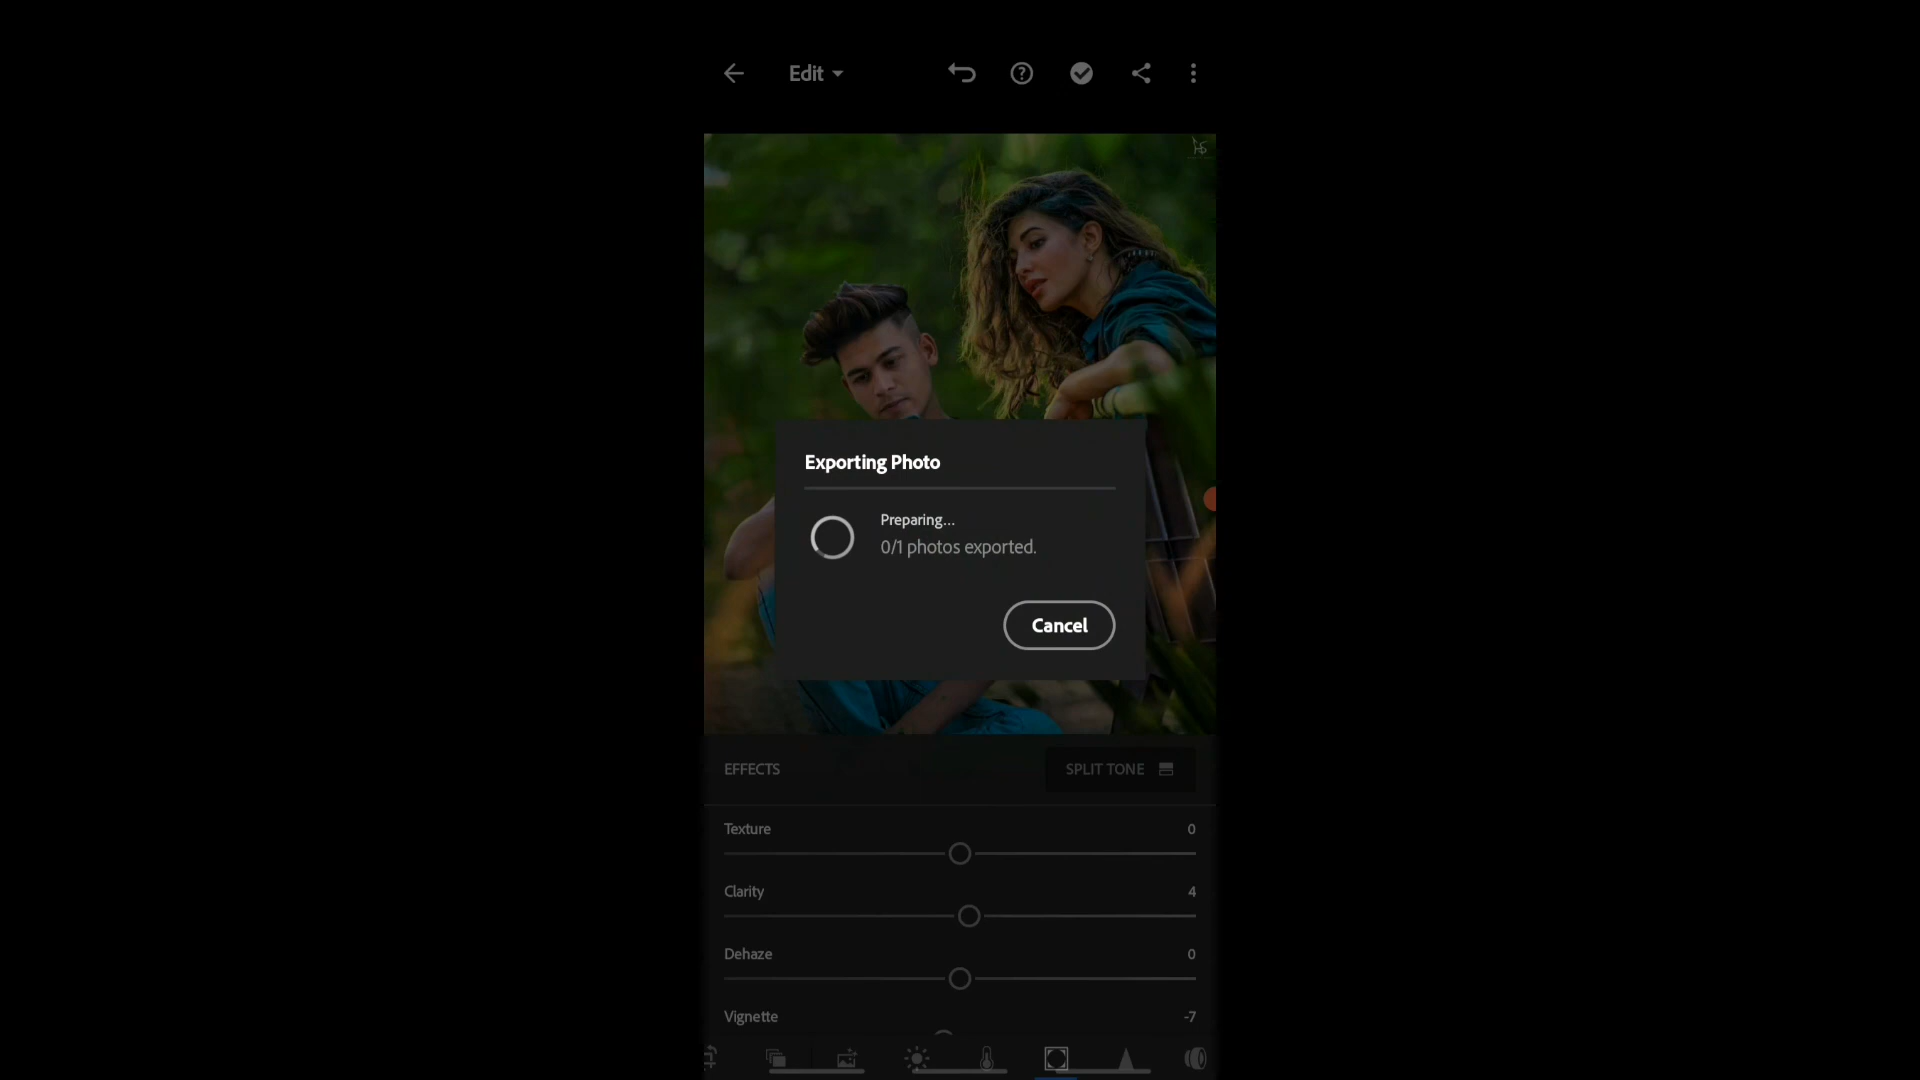 Edit
Exporting Photo
Preparing...
0/1 photos exported.
Cancel
EFFECTS
SPLIT TONE
Texture 0
Clarity 4
Dehaze 0
Vignette -7